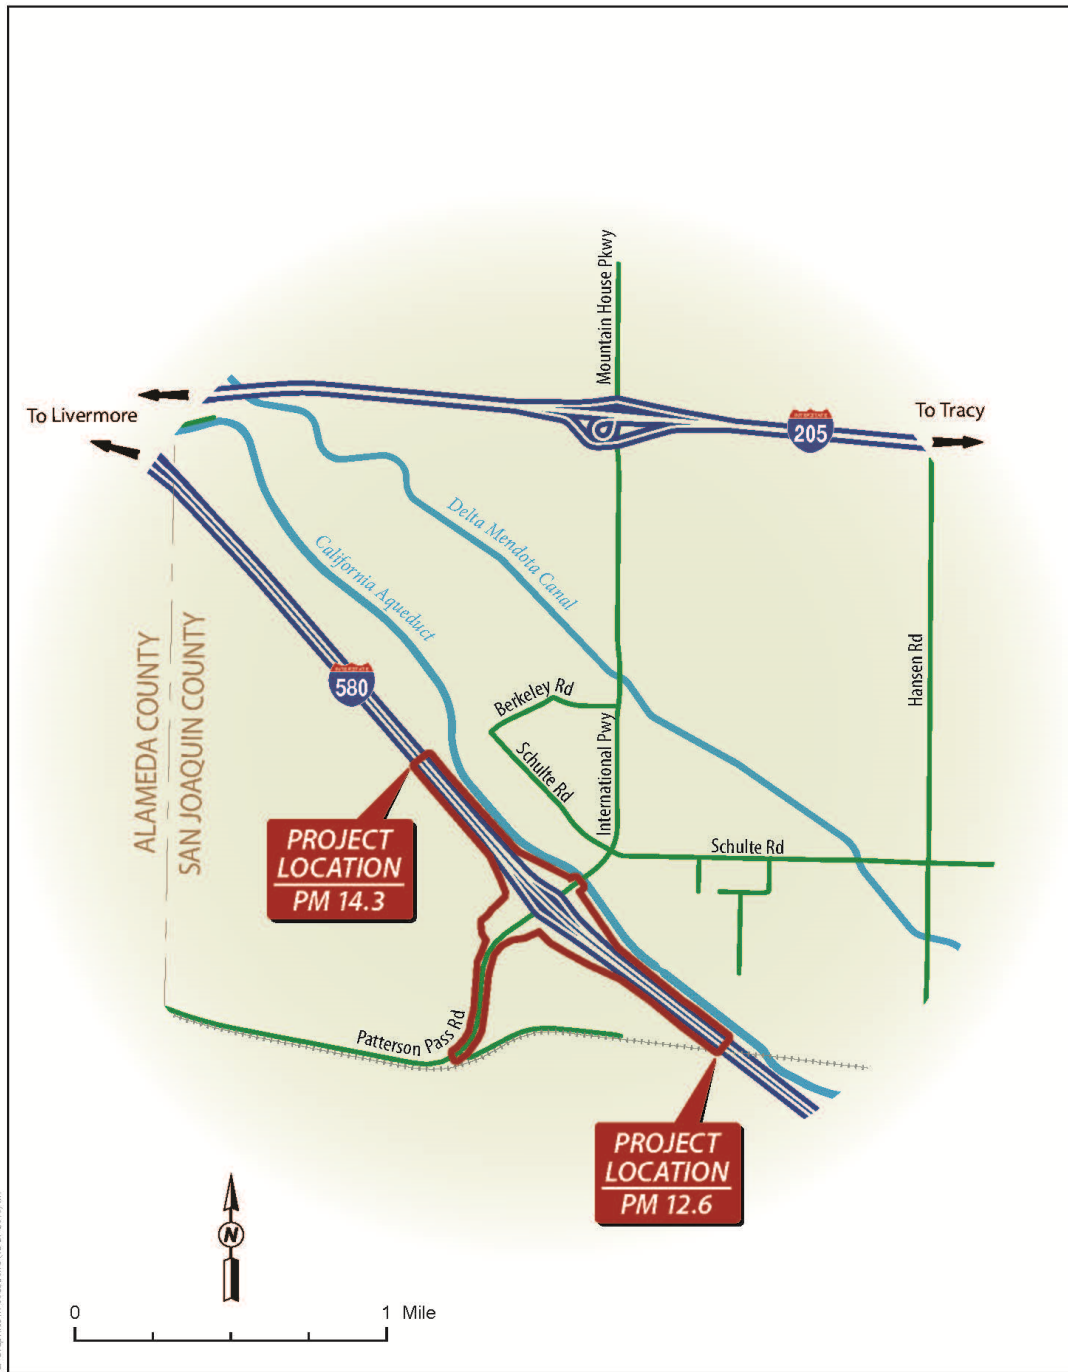 Mountain House Pkwy
To Livermore
To Tracy
INTERSTATE
205
Delta Mendota Canal
California Aqueduct
ALAMEDA COUNTY
SAN JOAQUIN COUNTY
INTERSTATE
580
Hansen Rd
Berkeley Rd
Schulte Rd
International Pwy
Schulte Rd
PROJECT
LOCATION
PM 14.3
Patterson Pass Rd
PROJECT
LOCATION
PM 12.6
N
0
1 Mile